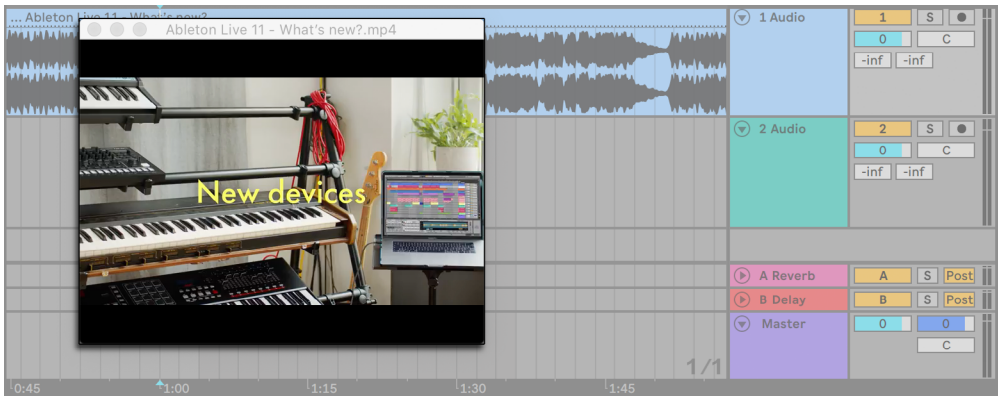 ... Ableton Live 11 - What's new?
Ableton Live 11 - What's new?.mp4
New devices
1 Audio
1
S
0
C
-inf
-inf
2 Audio
2
S
0
C
-inf
-inf
A Reverb
A
S
Post
B Delay
B
S
Post
Master
0
0
C
1/1
0:45
1:00
1:15
1:30
1:45